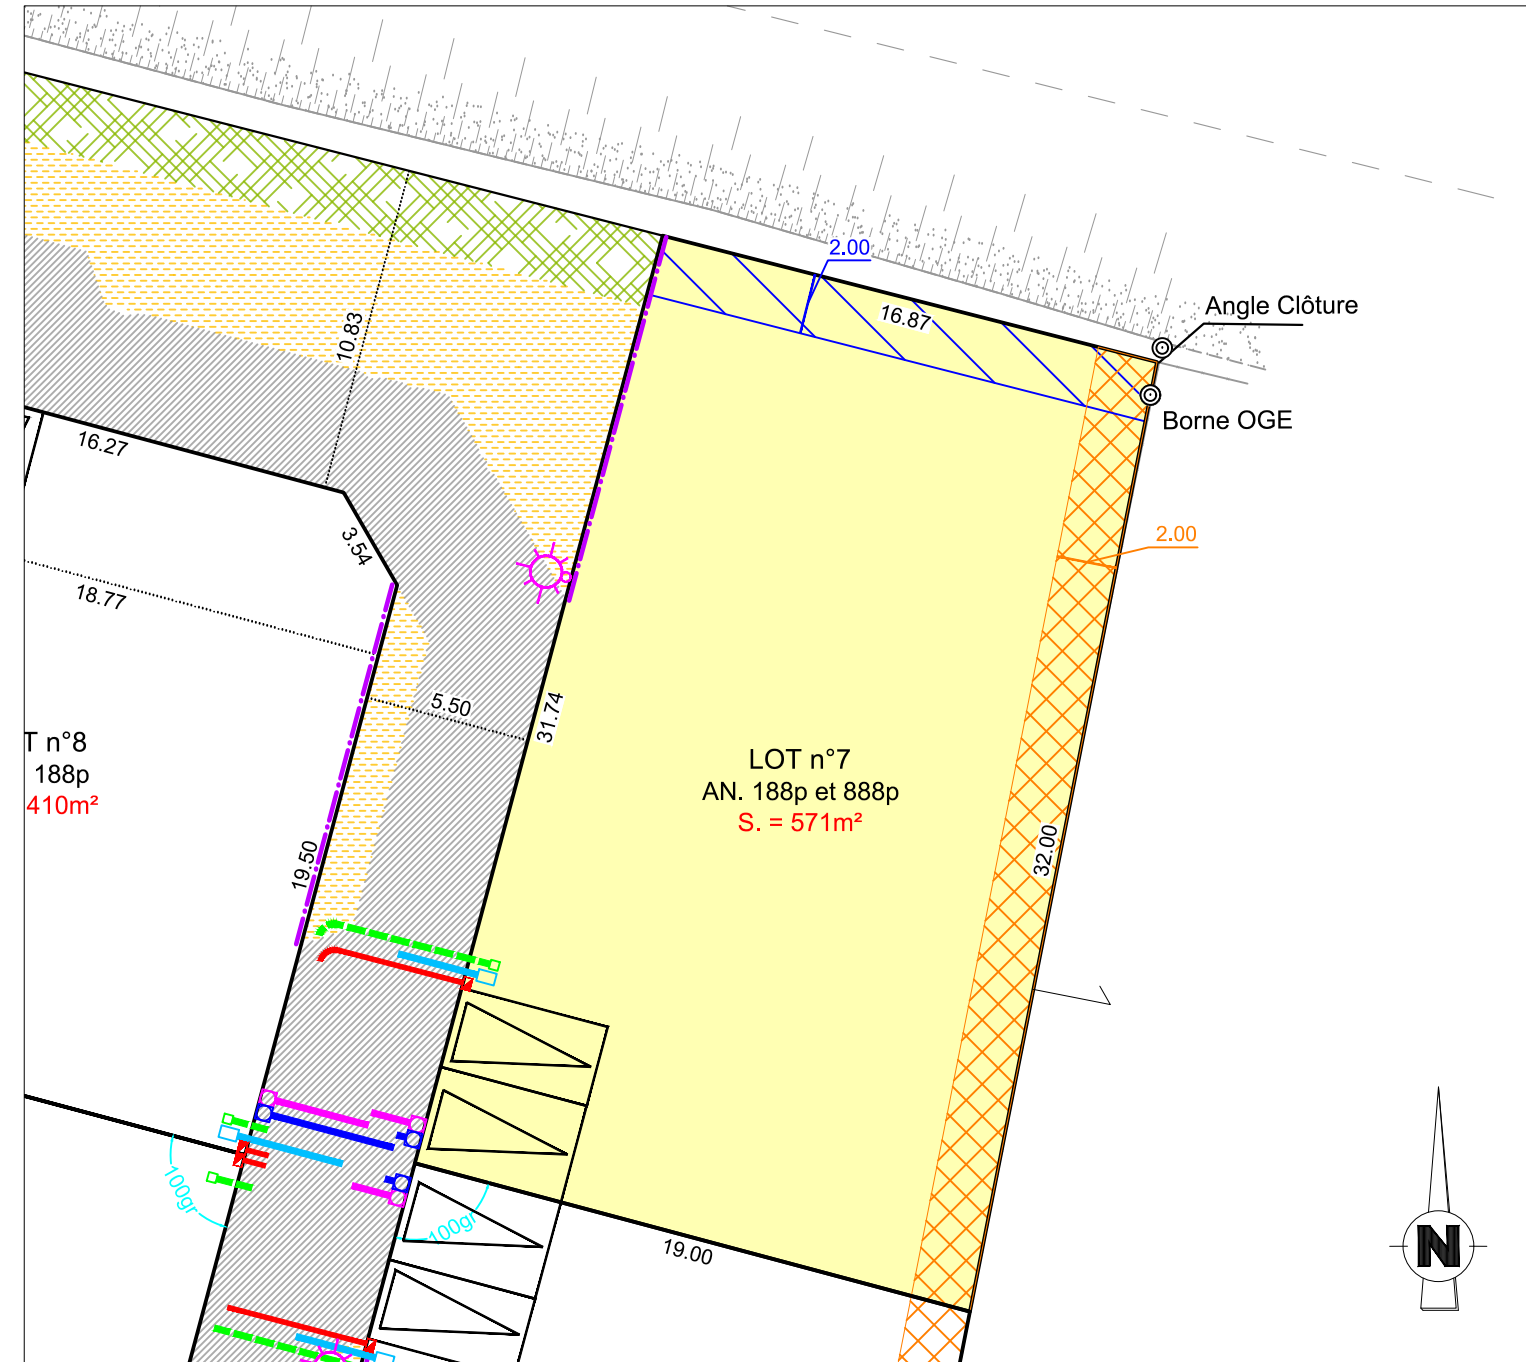 2.00
16.87
Angle Clôture
Borne OGE
10.83
16.27
3.54
2.00
18.77
5.50
31.74
T n°8
188p
410m²
LOT n°7
AN. 188p et 888p
S. = 571m²
19.50
32.00
100gr
100gr
19.00
N